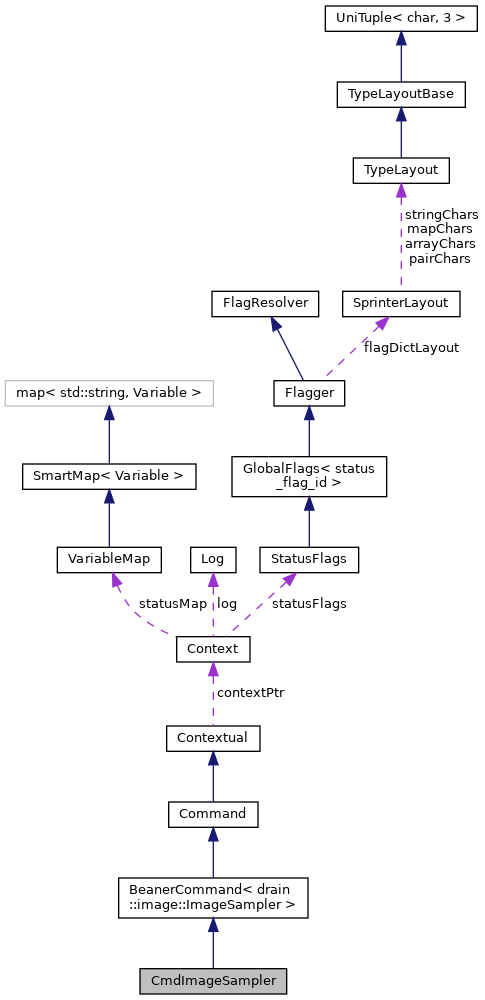 UniTuple< char, 3 >
TypeLayoutBase
TypeLayout
stringChars
mapChars
arrayChars
pairChars
FlagResolver
SprinterLayout
flagDictLayout
map< std::string, Variable >
Flagger
SmartMap< Variable >
GlobalFlags< status
_flag_id >
VariableMap
Log
StatusFlags
statusMap
log
statusFlags
Context
contextPtr
Contextual
Command
BeanerCommand< drain
::image::ImageSampler >
CmdImageSampler